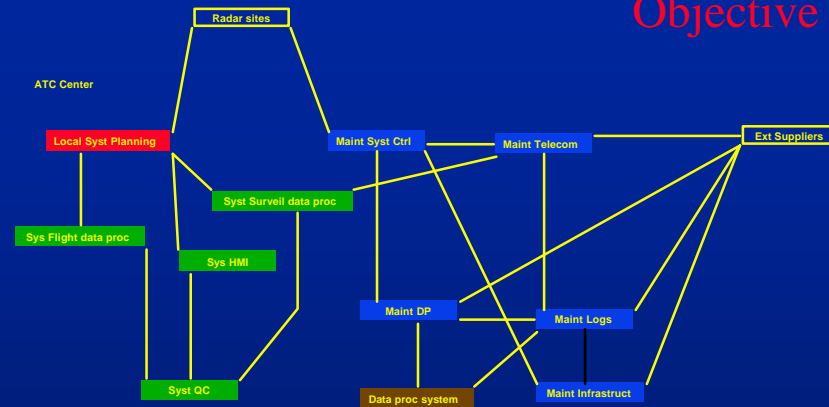 Objective
Radar sites
ATC Center
Local Syst Planning
Maint Syst Ctrl
Maint Telecom
Ext Suppliers
Syst Surveil data proc
Sys Flight data proc
Sys HMI
Maint DP
Maint Logs
Syst QC
Data proc system
Maint Infrastruct